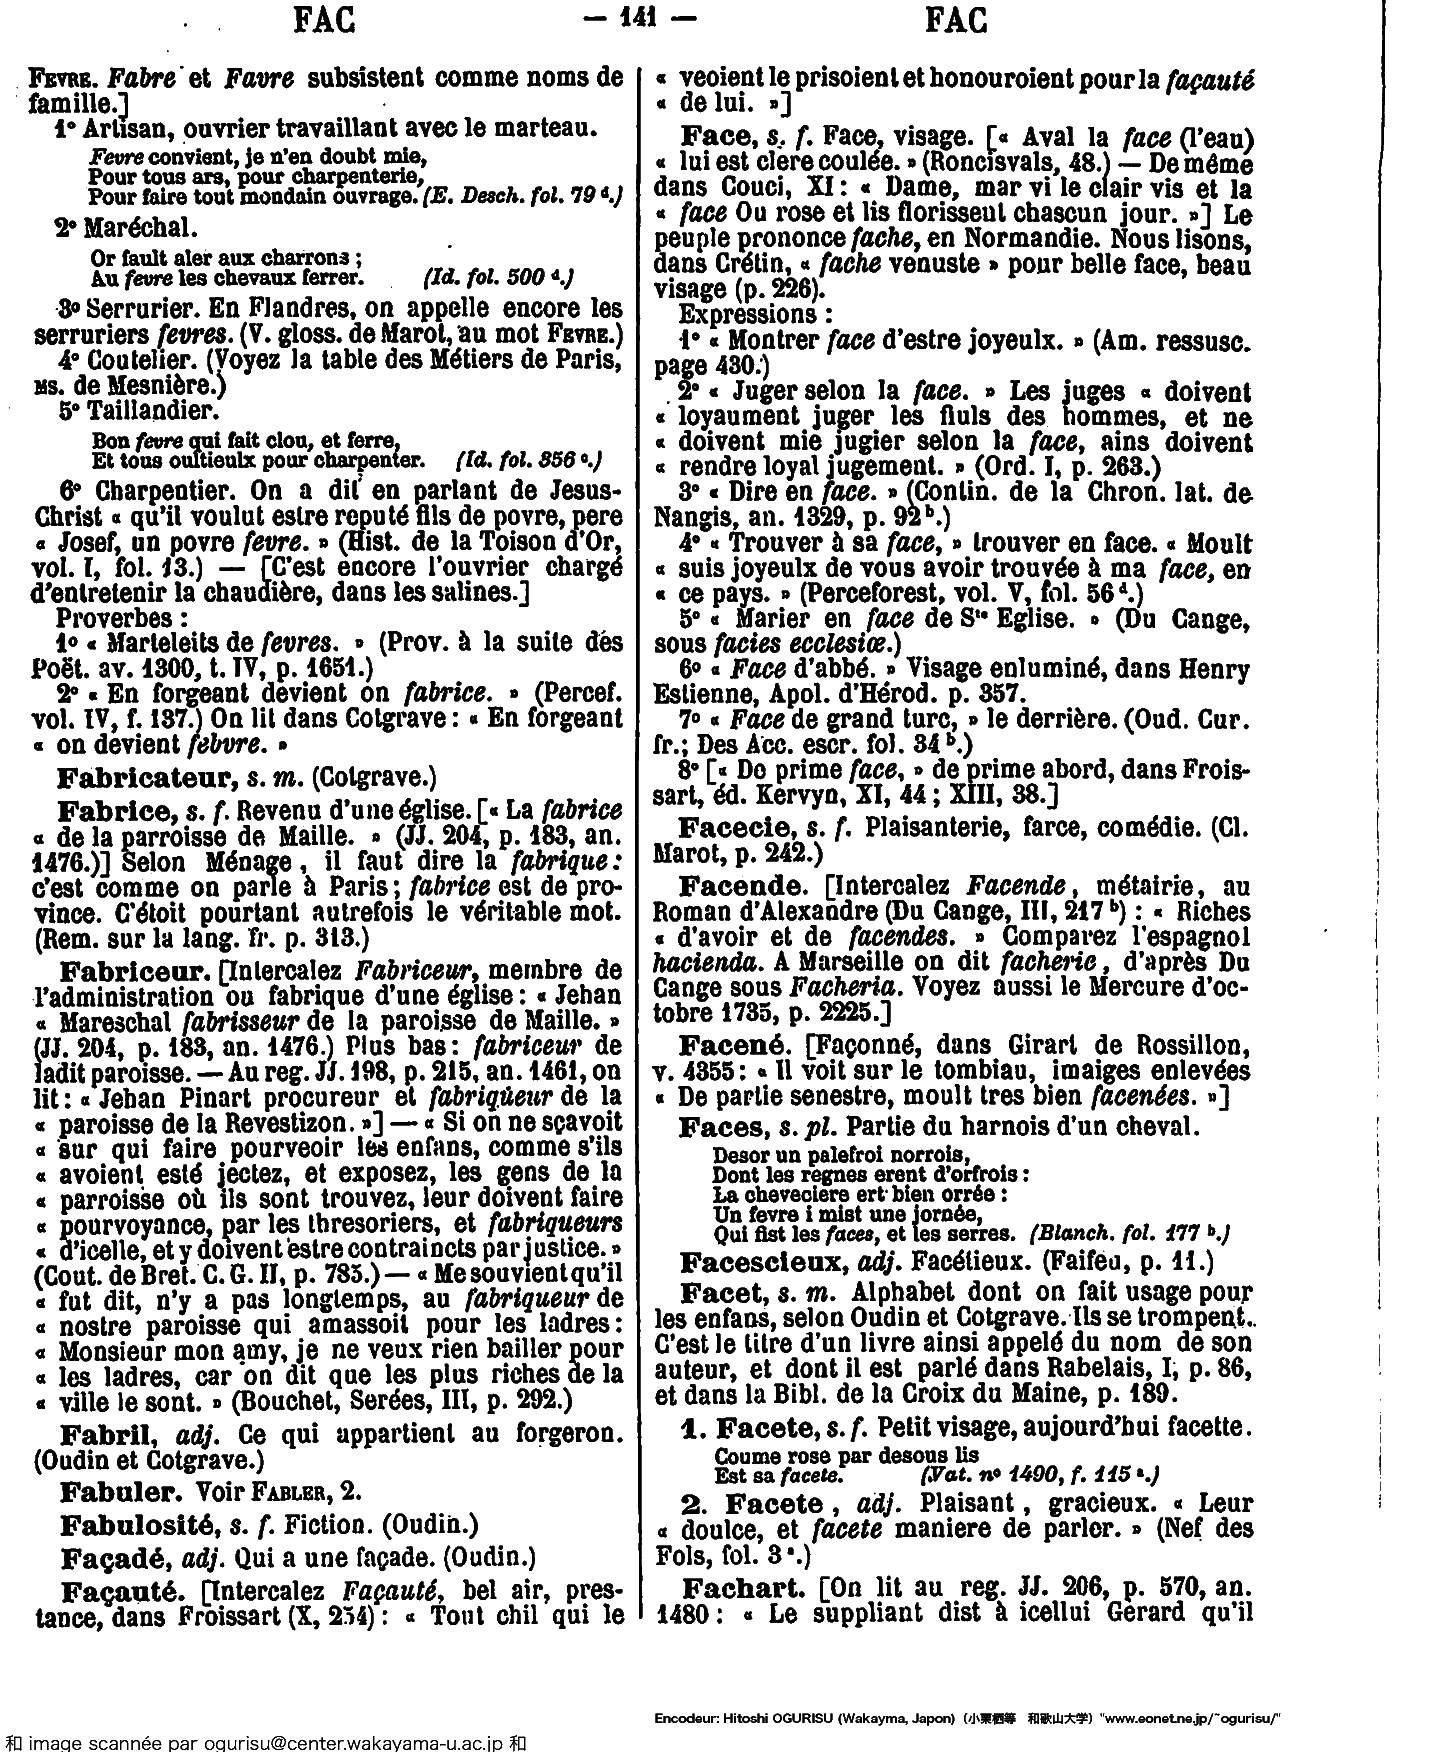 FAC — 141 — FAC
FEVRE. Fabre et Favre subsistent comme noms de
famille.]
1° Artisan, ouvrier travaillant avec le marteau.
Fevre convient, je n'en doubt mie,
Pour tous ars, pour charpenterie,
Pour faire tout mondain ouvrage. (E. Desch. fol. 79 d.)
2° Maréchal.
Or fault aler aux charrons ;
Au fevre les chevaux ferrer. (Id. fol. 500 d.)
3° Serrurier. En Flandres, on appelle encore les
serruriers fevres. (V. gloss. de Marot, au mot FEVRE.)
4° Coutelier. (Voyez la table des Métiers de Paris,
MS. de Mesnière.)
5° Taillandier.
Bon fevre qui fait clou, et ferre,
Et tous oultieulx pour charpenter. (Id. fol. 356 c.)
6° Charpentier. On a dit en parlant de Jesus-
Christ « qu'il voulut estre reputé fils de povre, pere
« Josef, un povre fevre. » (Hist. de la Toison d'Or,
vol. I, fol. 13.) — [C'est encore l'ouvrier chargé
d'entretenir la chaudière, dans les salines.]
Proverbes :
1° « Marteleits de fevres. » (Prov. à la suite des
Poët. av. 1300, t. IV, p. 1651.)
2° « En forgeant devient on fabrice. » (Percef.
vol. IV, f. 137.) On lit dans Cotgrave : « En forgeant
« on devient febvre. »
Fabricateur, s. m. (Cotgrave.)
Fabrice, s. f. Revenu d'une église. [« La fabrice
« de la parroisse de Maille. » (JJ. 204, p. 183, an.
1476.)] Selon Ménage, il faut dire la fabrique :
c'est comme on parle à Paris ; fabrice est de pro-
vince. C'étoit pourtant autrefois le véritable mot.
(Rem. sur la lang. fr. p. 313.)
Fabriceur. [Intercalez Fabriceur, membre de
l'administration ou fabrique d'une église : « Jehan
« Mareschal fabrisseur de la paroisse de Maille. »
(JJ. 204, p. 183, an. 1476.) Plus bas : fabriceur de
ladit paroisse. — Au reg. JJ. 198, p. 215, an. 1461, on
lit : « Jehan Pinart procureur et fabriqueur de la
« paroisse de la Revestizon. »] — « Si on ne sçavoit
« sur qui faire pourveoir les enfans, comme s'ils
« avoient esté jectez, et exposez, les gens de la
« parroisse où ils sont trouvez, leur doivent faire
« pourvoyance, par les thresoriers, et fabriqueurs
« d'icelle, et y doivent estre contraincts par justice. »
(Cout. de Bret. C. G. II, p. 783.) — « Me souvient qu'il
« fut dit, n'y a pas longtemps, au fabriqueur de
« nostre paroisse qui amassoit pour les ladres :
« Monsieur mon amy, je ne veux rien bailler pour
« les ladres, car on dit que les plus riches de la
« ville le sont. » (Bouchet, Serées, III, p. 292.)
Fabril, adj. Ce qui appartient au forgeron.
(Oudin et Cotgrave.)
Fabuler. Voir FABLER, 2.
Fabulosité, s. f. Fiction. (Oudin.)
Façadé, adj. Qui a une façade. (Oudin.)
Façauté. [Intercalez Façauté, bel air, pres-
tance, dans Froissart (X, 234) : « Tout chil qui le
« veoient le prisoient et honouroient pour la façauté
« de lui. »]
Face, s. f. Face, visage. [« Aval la face (l'eau)
« lui est clere coulée. » (Roncisvals, 48.) — De même
dans Couci, XI : « Dame, mar vi le clair vis et la
« face Ou rose et lis florissent chascun jour. »] Le
peuple prononce fache, en Normandie. Nous lisons,
dans Crétin, « fache venuste » pour belle face, beau
visage (p. 226).
Expressions :
1° « Montrer face d'estre joyeulx. » (Am. ressusc.
page 430.)
2° « Juger selon la face. » Les juges « doivent
« loyaument juger les fluls des hommes, et ne
« doivent mie jugier selon la face, ains doivent
« rendre loyal jugement. » (Ord. I, p. 263.)
3° « Dire en face. » (Contin. de la Chron. lat. de
Nangis, an. 1329, p. 92 b.)
4° « Trouver à sa face, » trouver en face. « Moult
« suis joyeulx de vous avoir trouvée à ma face, en
« ce pays. » (Perceforest, vol. V, fol. 56 d.)
5° « Marier en face de Ste Eglise. » (Du Cange,
sous facies ecclesiæ.)
6° « Face d'abbé. » Visage enluminé, dans Henry
Estienne, Apol. d'Hérod. p. 357.
7° « Face de grand turc, » le derrière. (Oud. Cur.
fr.; Des Acc. escr. fol. 34 b.)
8° [« De prime face, » de prime abord, dans Frois-
sart, éd. Kervyn, XI, 44 ; XIII, 38.]
Facecie, s. f. Plaisanterie, farce, comédie. (Cl.
Marot, p. 242.)
Facende. [Intercalez Facende, métairie, au
Roman d'Alexandre (Du Cange, III, 217 b) : « Riches
« d'avoir et de facendes. » Comparez l'espagnol
hacienda. A Marseille on dit facherie, d'après Du
Cange sous Facheria. Voyez aussi le Mercure d'oc-
tobre 1735, p. 2225.]
Facené. [Façonné, dans Girart de Rossillon,
v. 4355 : « Il voit sur le tombiau, imaiges enlevées
« De partie senestre, moult tres bien facenées. »]
Faces, s. pl. Partie du harnois d'un cheval.
Desor un palefroi norrois,
Dont les regnes erent d'orfrois :
La cheveciere ert bien orrée :
Un fevre i mist une jornée,
Qui fist les faces, et les serres. (Blanch. fol. 177 b.)
Facescieux, adj. Facétieux. (Faifeu, p. 11.)
Facet, s. m. Alphabet dont on fait usage pour
les enfans, selon Oudin et Cotgrave. Ils se trompent.
C'est le titre d'un livre ainsi appelé du nom de son
auteur, et dont il est parlé dans Rabelais, I, p. 86,
et dans la Bibl. de la Croix du Maine, p. 189.
1. Facete, s. f. Petit visage, aujourd'hui facette.
Coume rose par desous lis
Est sa facete. (Vat. n° 1490, f. 115 a.)
2. Facete, adj. Plaisant, gracieux. « Leur
« doulce, et facete maniere de parler. » (Nef des
Fols, fol. 3 a.)
Fachart. [On lit au reg. JJ. 206, p. 570, an.
1480 : « Le suppliant dist à icellui Gerard qu'il
Encodeur: Hitoshi OGURISU (Wakayma, Japon) (小栗栖等 和歌山大学) "www.eonet.ne.jp/~ogurisu/"
和 image scannée par ogurisu@center.wakayama-u.ac.jp 和